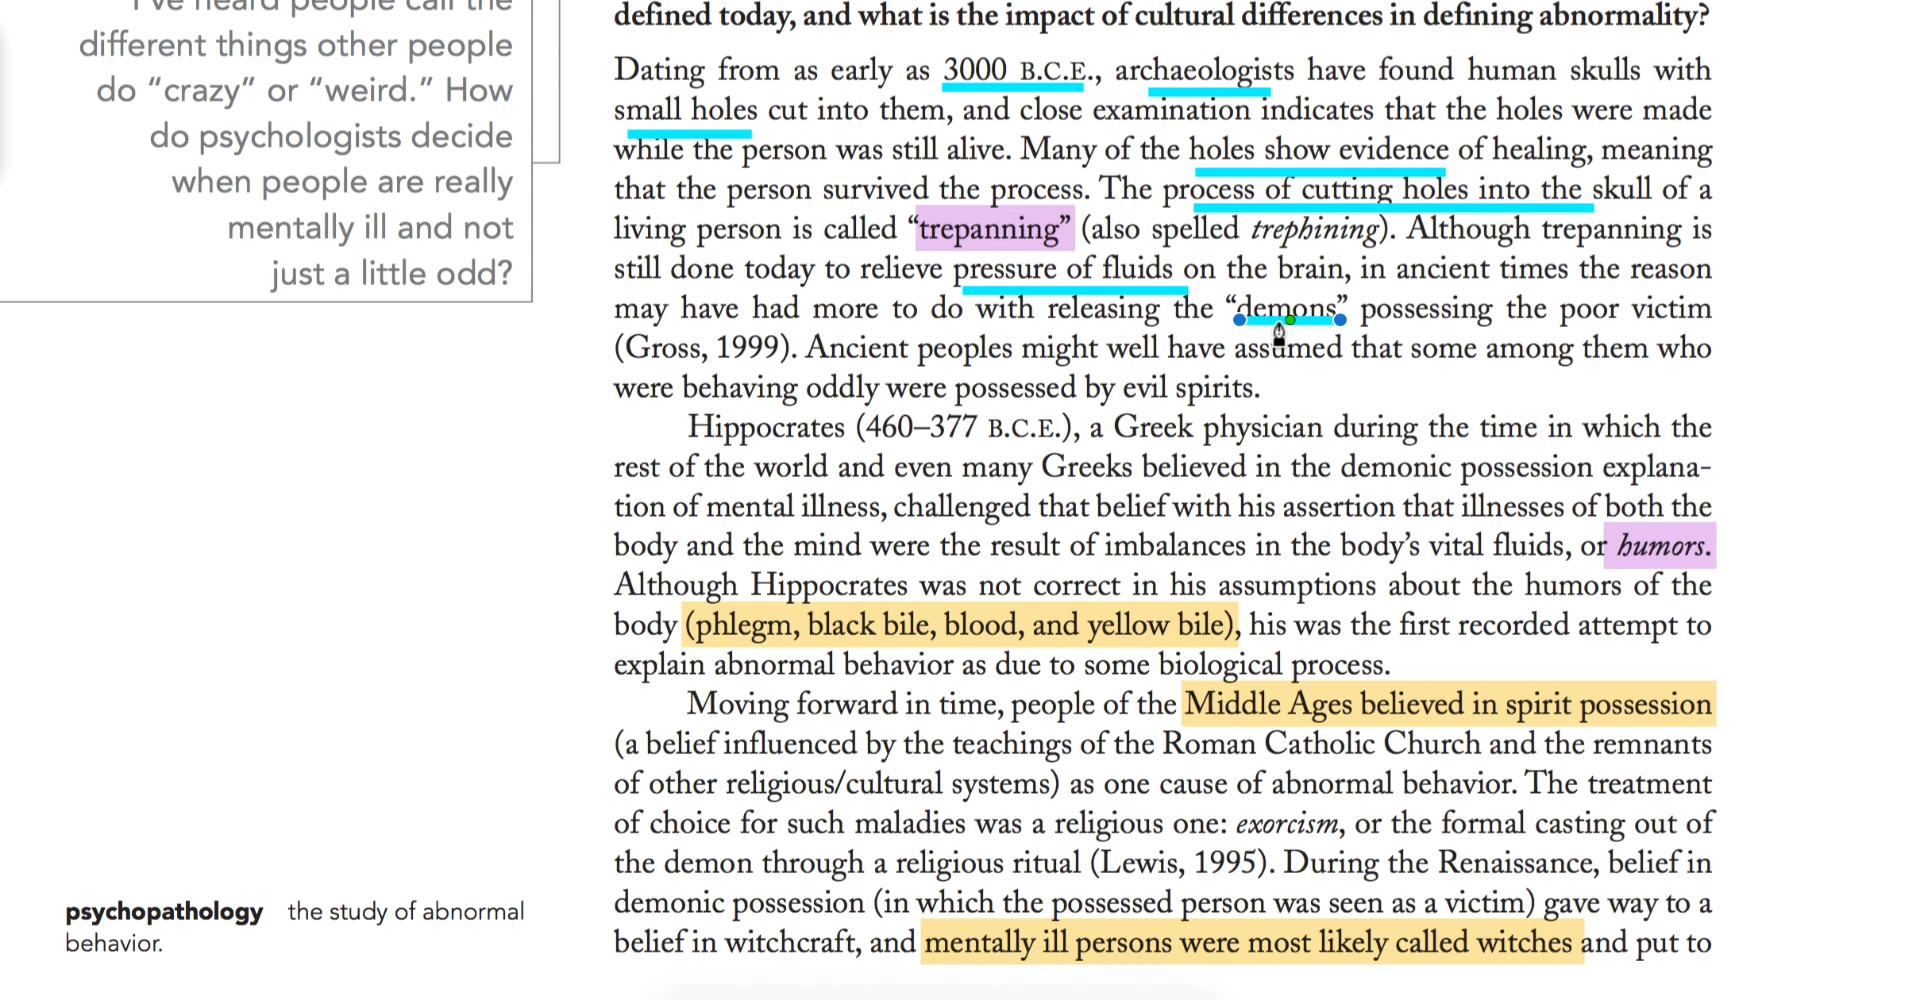 I've heard people call the
different things other people
do “crazy” or “weird.” How
do psychologists decide
when people are really
mentally ill and not
just a little odd?
defined today, and what is the impact of cultural differences in defining abnormality?
Dating from as early as 3000 B.C.E., archaeologists have found human skulls with
small holes cut into them, and close examination indicates that the holes were made
while the person was still alive. Many of the holes show evidence of healing, meaning
that the person survived the process. The process of cutting holes into the skull of a
living person is called “trepanning” (also spelled trephining). Although trepanning is
still done today to relieve pressure of fluids on the brain, in ancient times the reason
may have had more to do with releasing the “demons” possessing the poor victim
(Gross, 1999). Ancient peoples might well have assumed that some among them who
were behaving oddly were possessed by evil spirits.
Hippocrates (460–377 B.C.E.), a Greek physician during the time in which the
rest of the world and even many Greeks believed in the demonic possession explana-
tion of mental illness, challenged that belief with his assertion that illnesses of both the
body and the mind were the result of imbalances in the body’s vital fluids, or humors.
Although Hippocrates was not correct in his assumptions about the humors of the
body (phlegm, black bile, blood, and yellow bile), his was the first recorded attempt to
explain abnormal behavior as due to some biological process.
Moving forward in time, people of the Middle Ages believed in spirit possession
(a belief influenced by the teachings of the Roman Catholic Church and the remnants
of other religious/cultural systems) as one cause of abnormal behavior. The treatment
of choice for such maladies was a religious one: exorcism, or the formal casting out of
the demon through a religious ritual (Lewis, 1995). During the Renaissance, belief in
demonic possession (in which the possessed person was seen as a victim) gave way to a
belief in witchcraft, and mentally ill persons were most likely called witches and put to
psychopathology the study of abnormal
behavior.